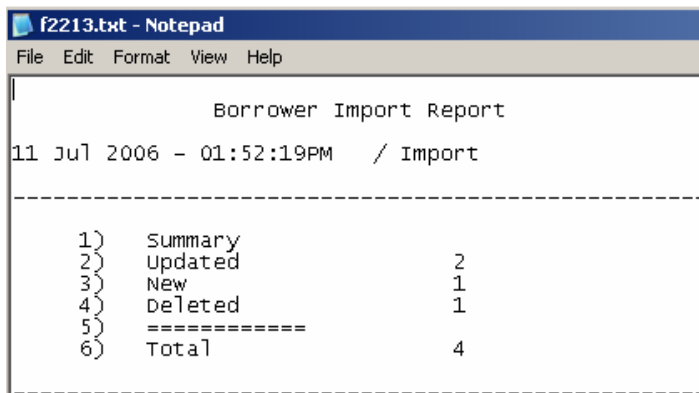 f2213.txt - Notepad
File Edit Format View Help
Borrower Import Report
11 Jul 2006 - 01:52:19PM / Import
------------------------------------------------------
1) Summary
2) Updated 2
3) New 1
4) Deleted 1
5) ============
6) Total 4
------------------------------------------------------